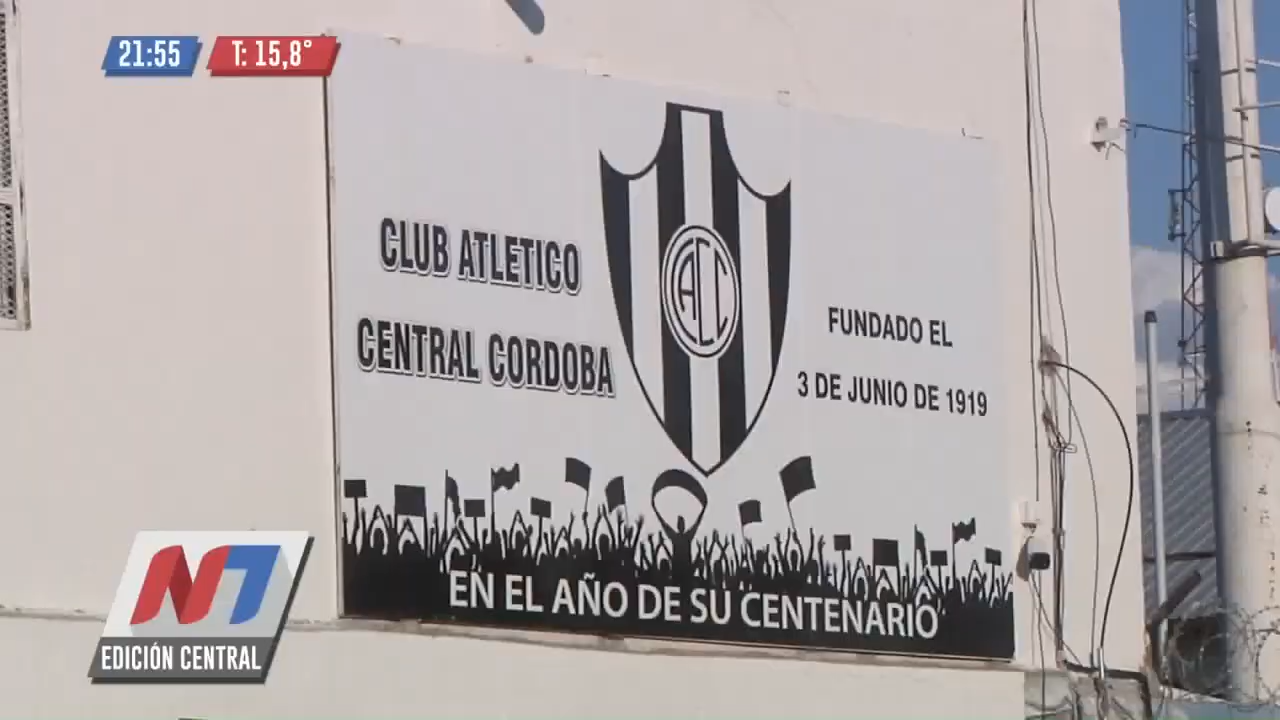 21:55
T: 15,8°
CLUB ATLETICO
CENTRAL CORDOBA
ACC
FUNDADO EL
3 DE JUNIO DE 1919
EN EL AÑO DE SU CENTENARIO
N7
EDICIÓN CENTRAL